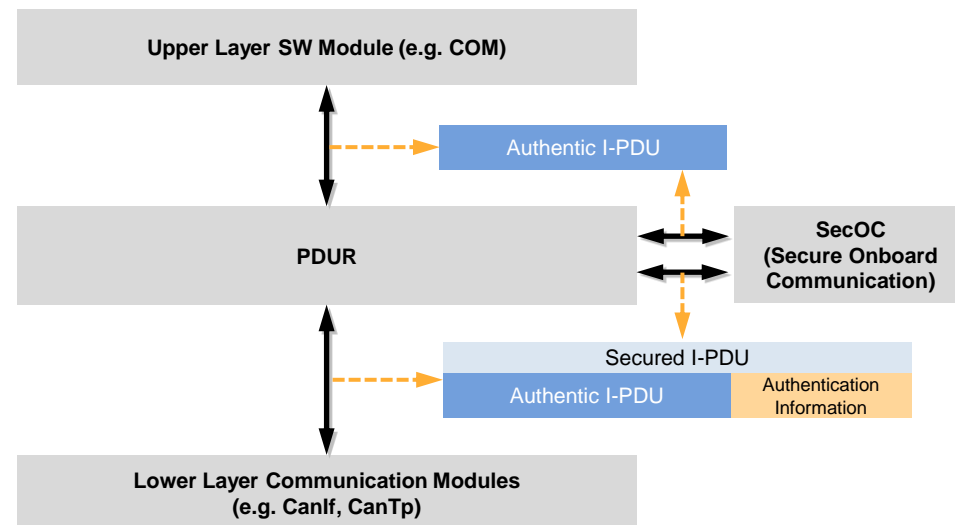 Upper Layer SW Module (e.g. COM)
Authentic I-PDU
PDUR
SecOC
(Secure Onboard
Communication)
Secured I-PDU
Authentic I-PDU
Authentication
Information
Lower Layer Communication Modules
(e.g. CanIf, CanTp)